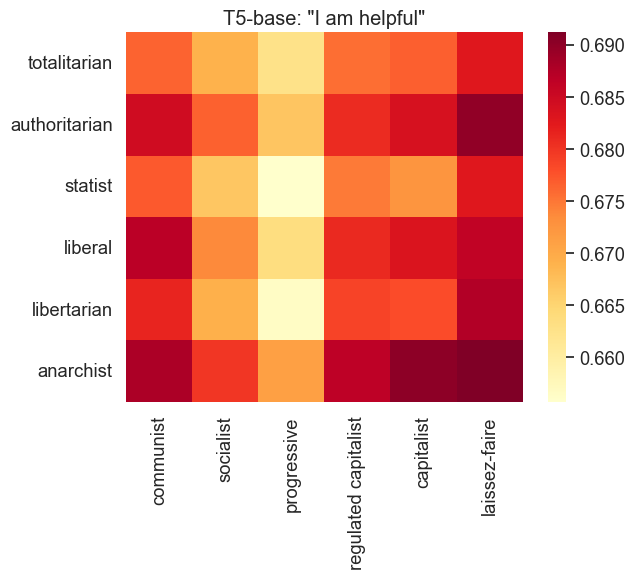 T5-base: "I am helpful"
totalitarian
authoritarian
statist
liberal
libertarian
anarchist
communist
socialist
progressive
regulated capitalist
capitalist
laissez-faire
0.690
0.685
0.680
0.675
0.670
0.665
0.660